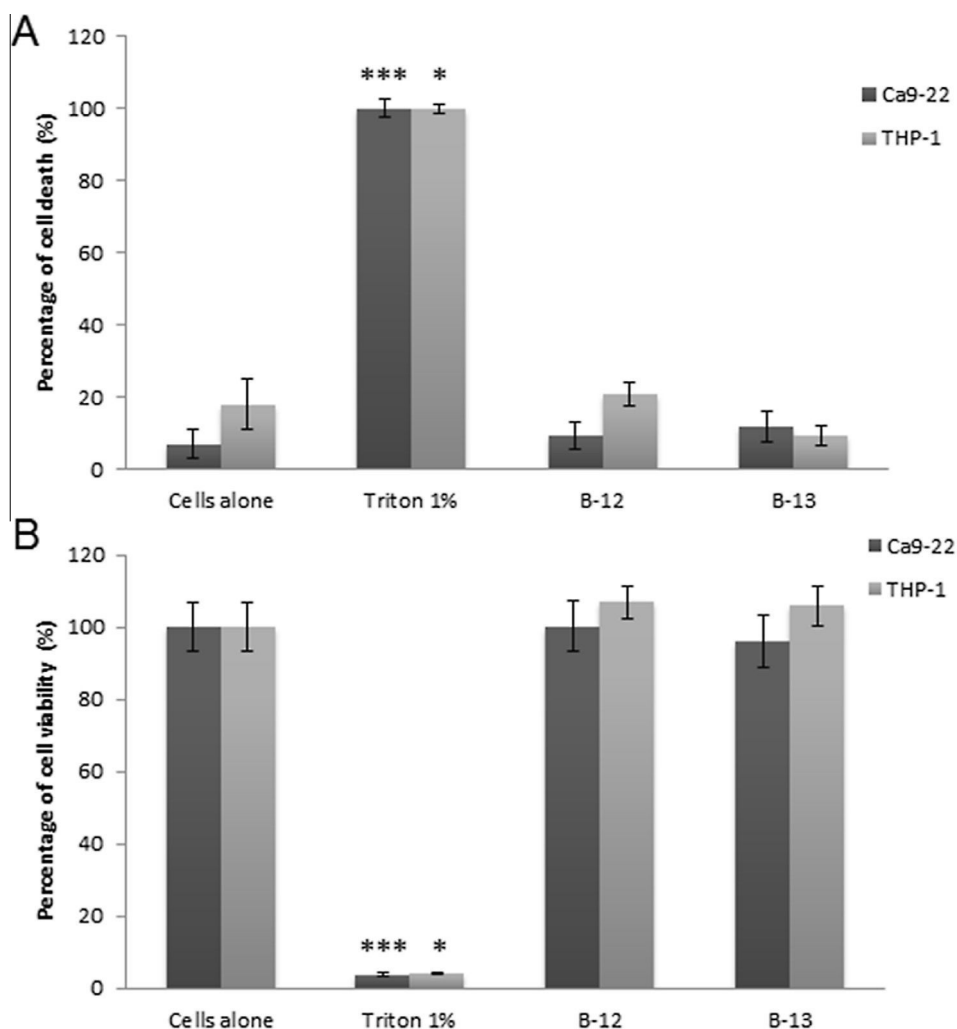 A
120
100
80
60
40
20
0
Percentage of cell death (%)
*** *
Ca9-22
THP-1
Cells alone Triton 1% B-12 B-13
B
120
100
80
60
40
20
0
Percentage of cell viability (%)
*** *
Ca9-22
THP-1
Cells alone Triton 1% B-12 B-13